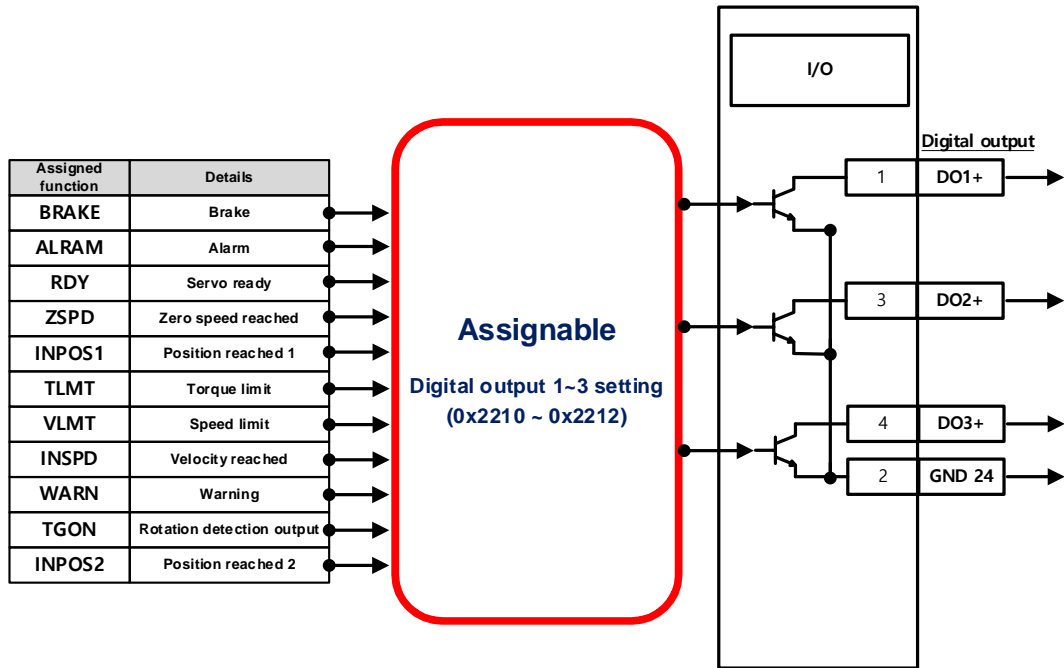 I/O
Digital output
Assigned
function
Details
BRAKE
Brake
ALRAM
Alarm
RDY
Servo ready
ZSPD
Zero speed reached
INPOS1
Position reached 1
TLMT
Torque limit
VLMT
Speed limit
INSPD
Velocity reached
WARN
Warning
TGON
Rotation detection output
INPOS2
Position reached 2
Assignable
Digital output 1~3 setting
(0x2210 ~ 0x2212)
1
DO1+
3
DO2+
4
DO3+
2
GND 24